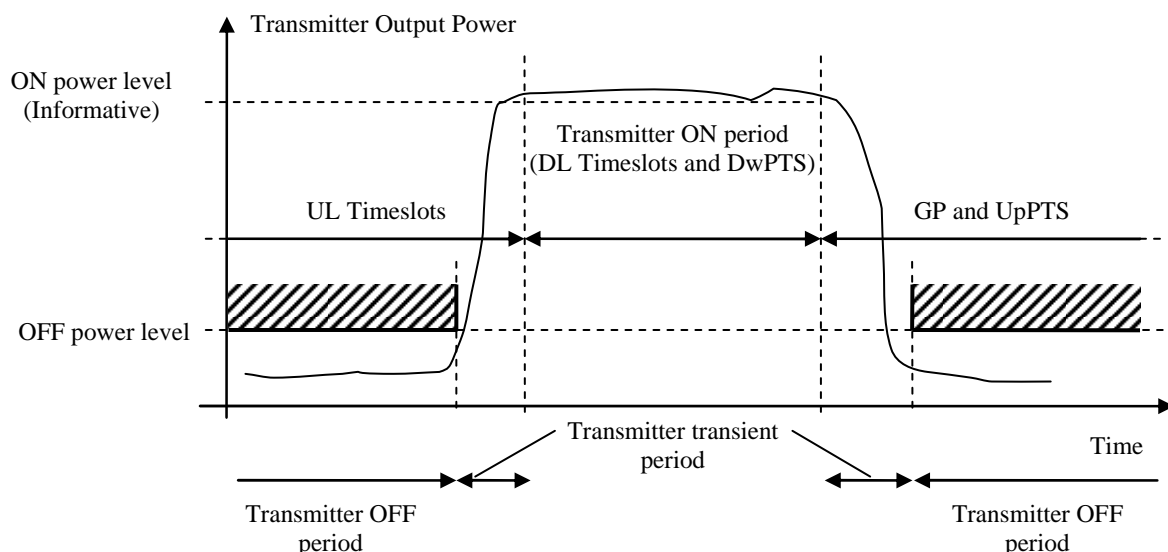 Transmitter Output Power
ON power level
(Informative)
Transmitter ON period
(DL Timeslots and DwPTS)
UL Timeslots
GP and UpPTS
OFF power level
Transmitter transient
period
Time
Transmitter OFF
period
Transmitter OFF
period